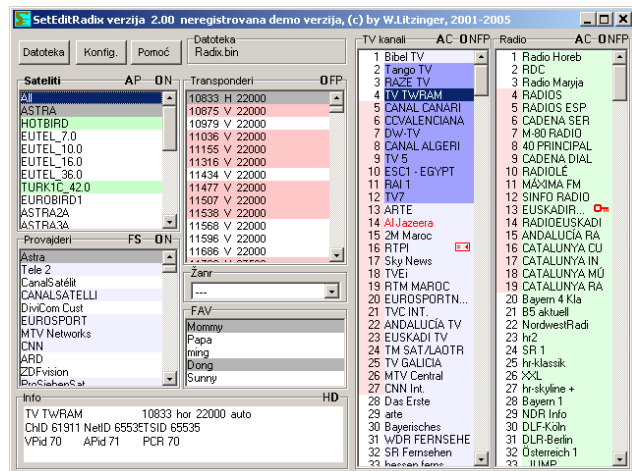 SetEditRadix verzija 2.00 neregistrovana demo verzija, (c) by W.Litzinger, 2001-2005
Datoteka
Konfig.
Pomoć
Datoteka
Radix.bin
Sateliti AP ON
All
ASTRA
HOTBIRD
EUTEL_7.0
EUTEL_10.0
EUTEL_16.0
EUTEL_36.0
TURK1C_42.0
EUROBIRD1
ASTRA2A
ASTRA3A
Transponderi OFP
10833 H 22000
10875 V 22000
10979 V 22000
11036 V 22000
11155 V 22000
11316 V 22000
11434 V 22000
11477 V 22000
11507 V 22000
11538 V 22000
11568 V 22000
11596 V 22000
11686 V 22000
Provajderi FS ON
Astra
Tele 2
CanalSatélit
CANALSATELLI
DiviCom Cust
EUROSPORT
MTV Networks
CNN
ARD
ZDFvision
ProSiebenSat
Žanr
---
FAV
Mommy
Papa
ming
Dong
Sunny
Info HD
TV TWRAM 10833 hor 22000 auto
ChID 61911 NetID 65535TSID 65535
VPid 70 APid 71 PCR 70
TV kanali AC ONFP
1 Bibel TV
2 Tango TV
3 RAZE TV
4 TV TWRAM
5 CANAL CANARI
6 CCVALENCIANA
7 DW-TV
8 CANAL ALGERI
9 TV 5
10 ESC1 - EGYPT
11 RAI 1
12 TV7
13 ARTE
14 Al Jazeera
15 2M Maroc
16 RTPI
17 Sky News
18 TVEi
19 RTM MAROC
20 EUROSPORTN...
21 TVC INT.
22 ANDALUCÍA TV
23 EUSKADI TV
24 TM SAT/LAOTR
25 TV GALICIA
26 MTV Central
27 CNN Int.
28 Das Erste
29 arte
30 Bayerisches
31 WDR FERNSEHE
32 SR Fernsehen
33 hessen ferns
Radio AC ONFP
1 Radio Horeb
2 RDC
3 Radio Maryja
4 RADIOS
5 RADIOS ESP
6 CADENA SER
7 M-80 RADIO
8 40 PRINCIPAL
9 CADENA DIAL
10 RADIOLÉ
11 MÁXIMA FM
12 SINFO RADIO
13 EUSKADIR...
14 RADIOEUSKADI
15 ANDALUCÍA RA
16 CATALUNYA CU
17 CATALUNYA IN
18 CATALUNYA MÚ
19 CATALUNYA RA
20 Bayern 4 Kla
21 B5 aktuell
22 NordwestRadi
23 hr2
24 SR 1
25 hr-klassik
26 XXL
27 hr-skyline +
28 Bayern 1
29 NDR Info
30 DLF-Köln
31 DLR-Berlin
32 Österreich 1
33 JUMP